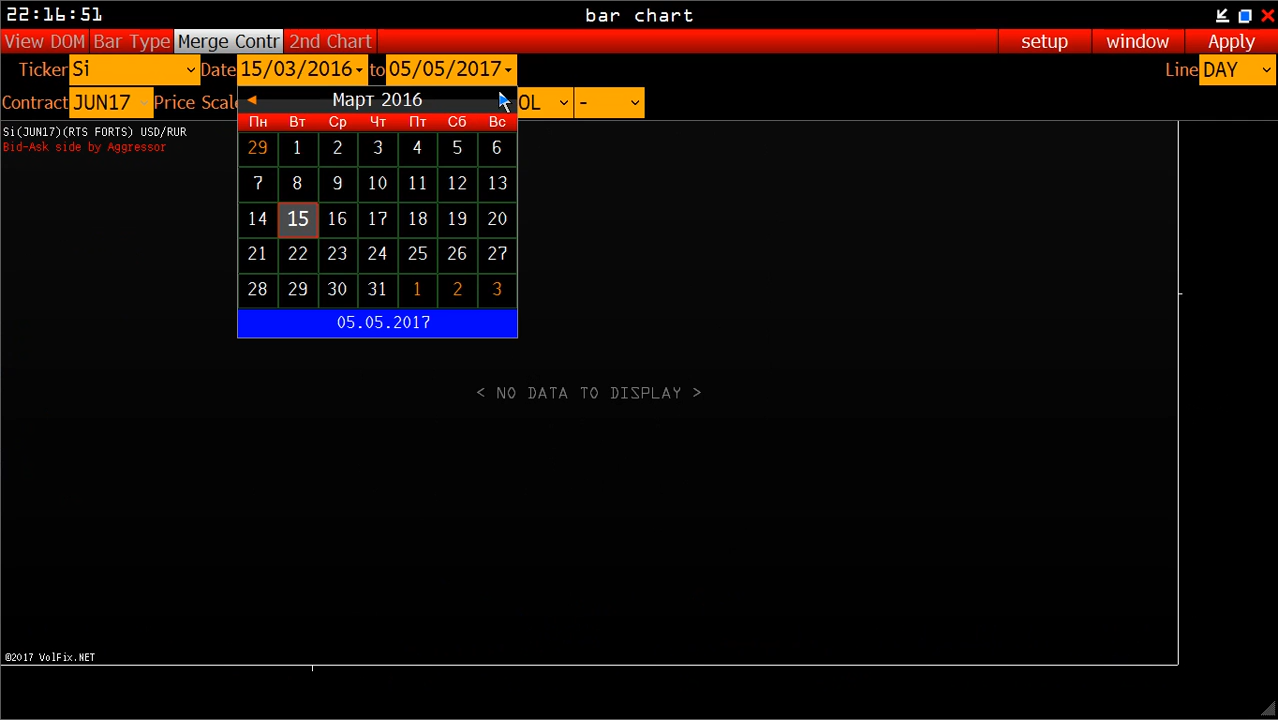 22:16:51 bar chart
View DOM Bar Type Merge Contr 2nd Chart setup window Apply
Ticker Si Date 15/03/2016 to 05/05/2017 Line DAY
Contract JUN17 Price Scale OL -
Март 2016
Пн Вт Ср Чт Пт Сб Вс
29 1 2 3 4 5 6
7 8 9 10 11 12 13
14 15 16 17 18 19 20
21 22 23 24 25 26 27
28 29 30 31 1 2 3
05.05.2017
Si(JUN17)(RTS FORTS) USD/RUR
Bid-Ask side by Aggressor
< NO DATA TO DISPLAY >
©2017 VolFix.NET